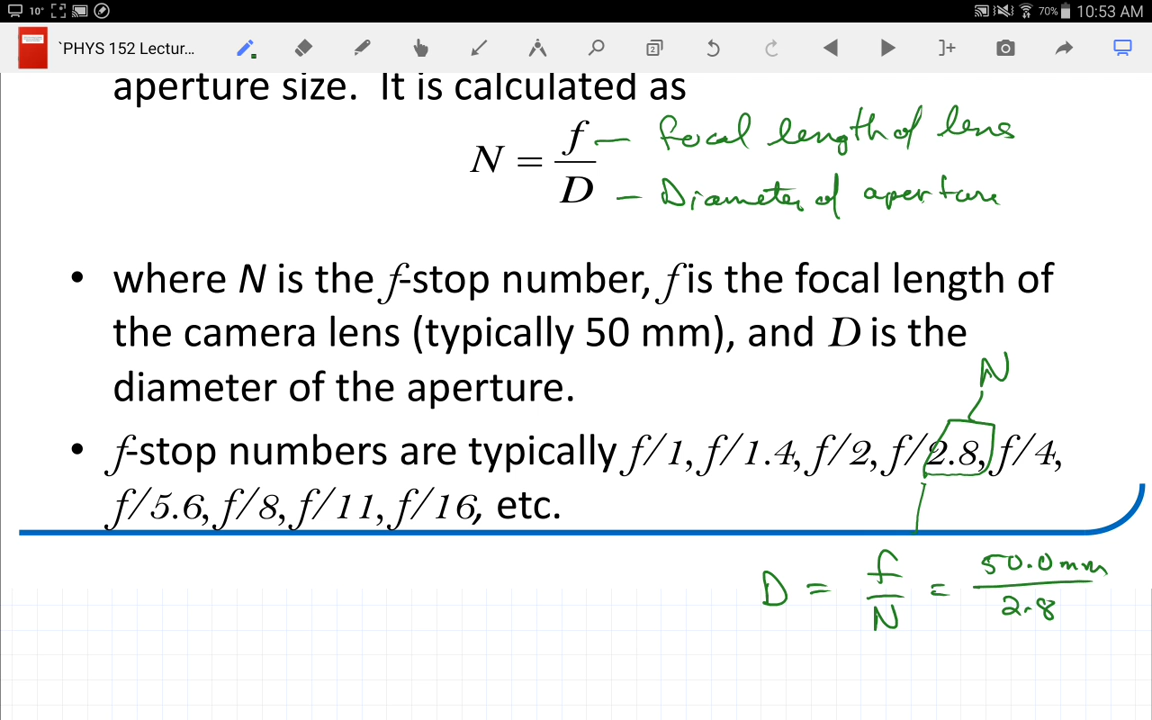 10°
70% 10:53 AM
`PHYS 152 Lectur...
2
aperture size. It is calculated as
N = f/D
f — focal length of lens
D — Diameter of aperture
• where N is the f-stop number, f is the focal length of
the camera lens (typically 50 mm), and D is the
diameter of the aperture.
N
• f-stop numbers are typically f/1, f/1.4, f/2, f/2.8, f/4,
f/5.6, f/8, f/11, f/16, etc.
D = f/N = 50.0mm/2.8